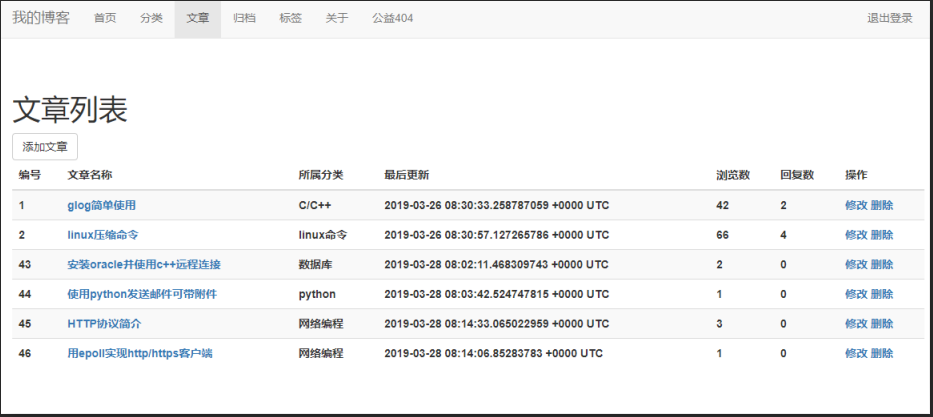 我的博客 首页 分类 文章 归档 标签 关于 公益404 退出登录
文章列表
添加文章
编号 文章名称 所属分类 最后更新 浏览数 回复数 操作
1 glog简单使用 C/C++ 2019-03-26 08:30:33.258787059 +0000 UTC 42 2 修改 删除
2 linux压缩命令 linux命令 2019-03-26 08:30:57.127265786 +0000 UTC 66 4 修改 删除
43 安装oracle并使用c++远程连接 数据库 2019-03-28 08:02:11.468309743 +0000 UTC 2 0 修改 删除
44 使用python发送邮件可带附件 python 2019-03-28 08:03:42.524747815 +0000 UTC 1 0 修改 删除
45 HTTP协议简介 网络编程 2019-03-28 08:14:33.065022959 +0000 UTC 3 0 修改 删除
46 用epoll实现http/https客户端 网络编程 2019-03-28 08:14:06.85283783 +0000 UTC 1 0 修改 删除